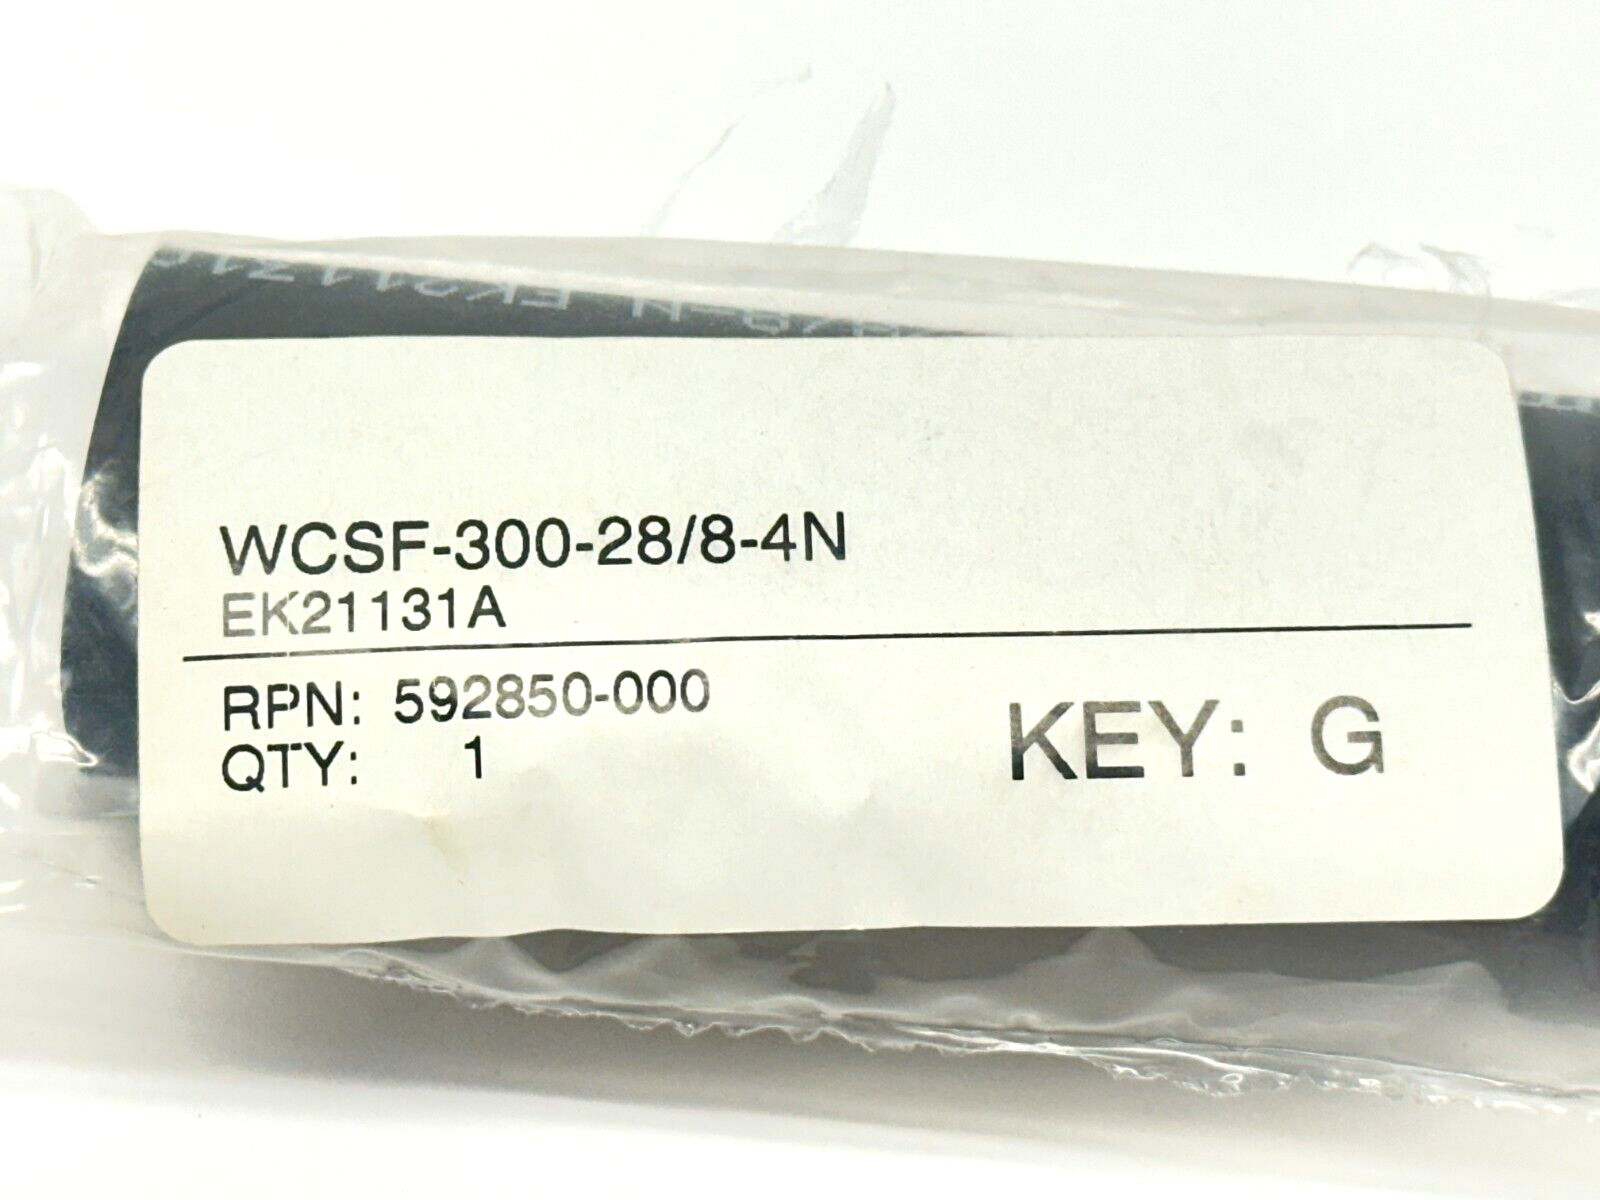 WCSF-300-28/8-4N
EK21131A
RPN: 592850-000
QTY: 1
KEY: G